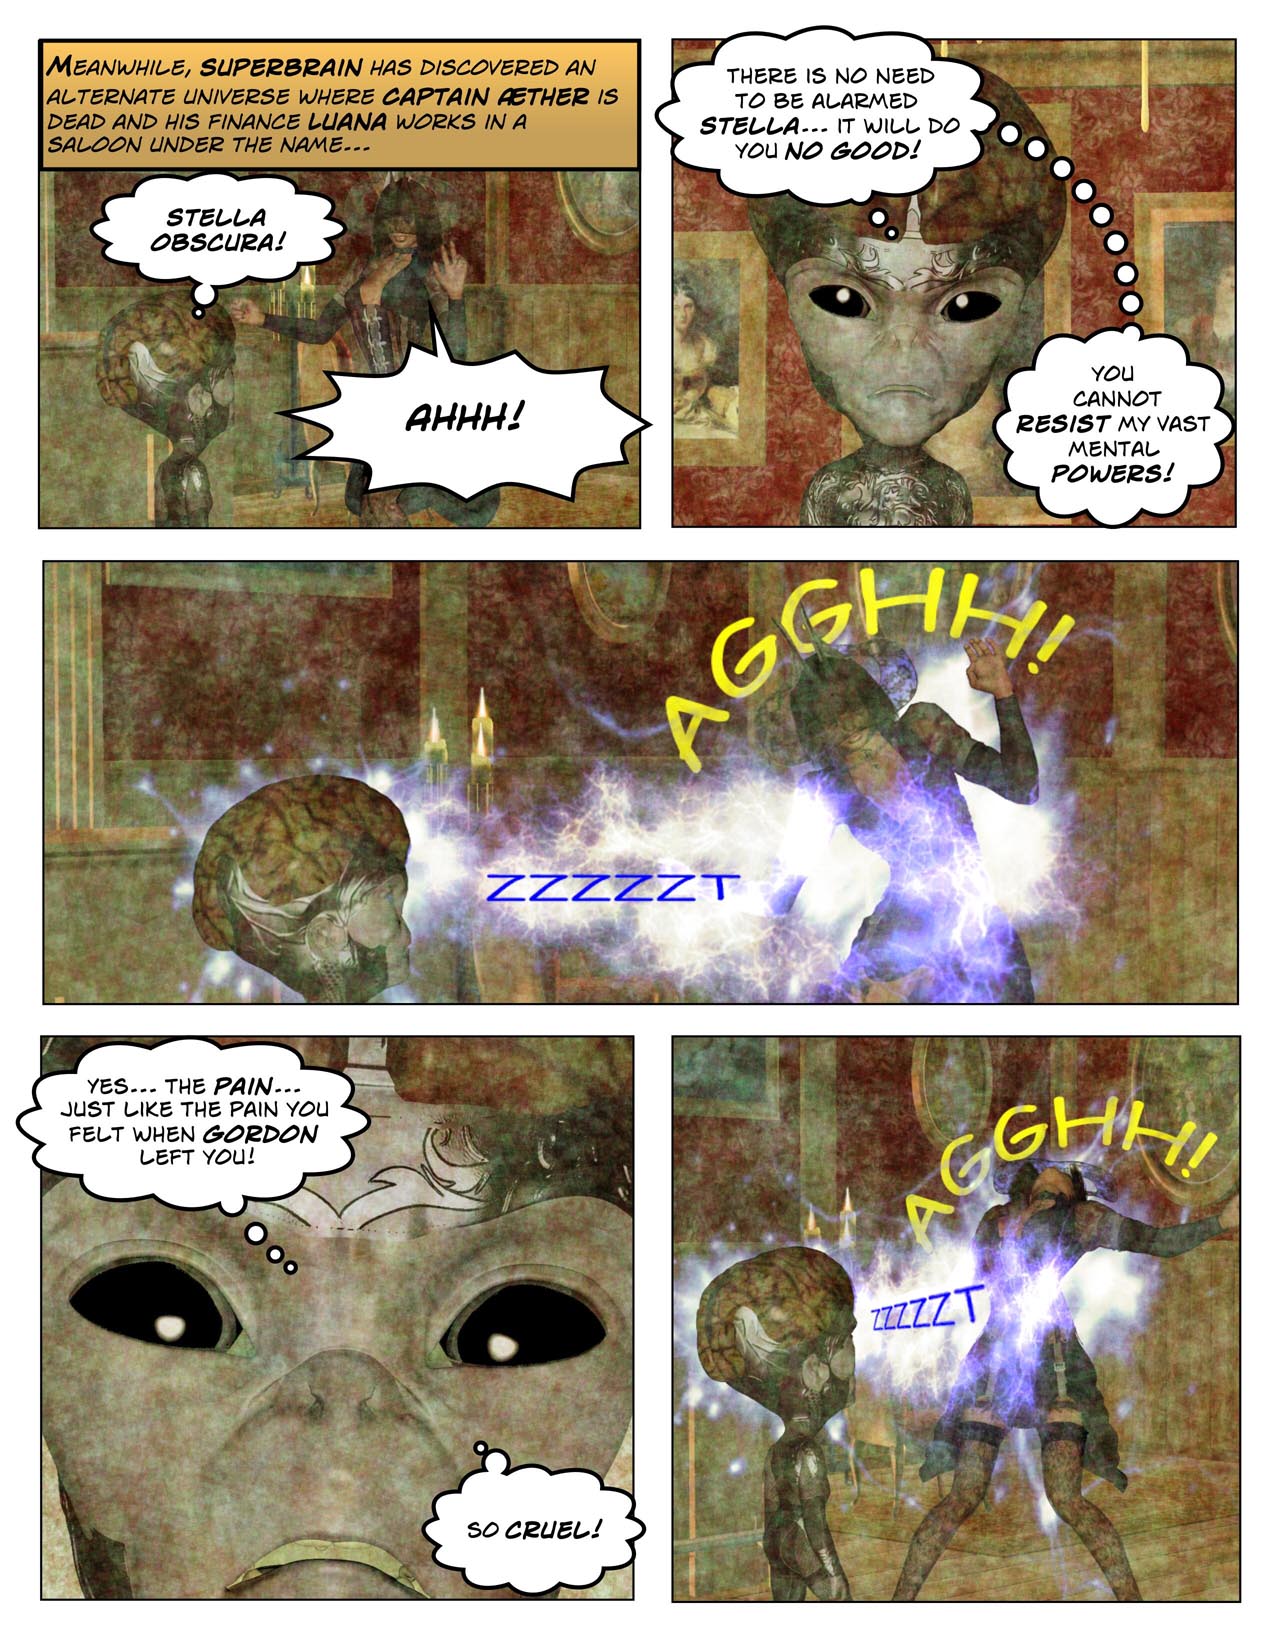 MEANWHILE, SUPERBRAIN HAS DISCOVERED AN
ALTERNATE UNIVERSE WHERE CAPTAIN ÆTHER IS
DEAD AND HIS FINANCE LUANA WORKS IN A
SALOON UNDER THE NAME...
STELLA
OBSCURA!
AHHH!
THERE IS NO NEED
TO BE ALARMED
STELLA... IT WILL DO
YOU NO GOOD!
YOU
CANNOT
RESIST MY VAST
MENTAL
POWERS!
AGGHH!
ZZZZZT
YES... THE PAIN...
JUST LIKE THE PAIN YOU
FELT WHEN GORDON
LEFT YOU!
SO CRUEL!
AGGHH!
ZZZZZT